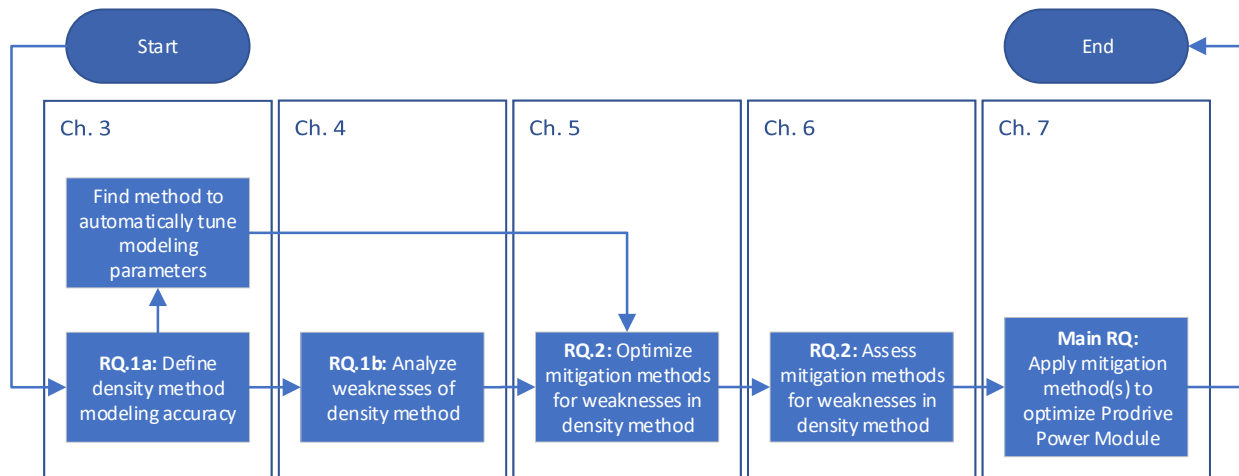 Start
End
Ch. 3
Ch. 4
Ch. 5
Ch. 6
Ch. 7
Find method to
automatically tune
modeling
parameters
RQ.1a: Define
density method
modeling accuracy
RQ.1b: Analyze
weaknesses of
density method
RQ.2: Optimize
mitigation methods
for weaknesses in
density method
RQ.2: Assess
mitigation methods
for weaknesses in
density method
Main RQ:
Apply mitigation
method(s) to
optimize Prodrive
Power Module